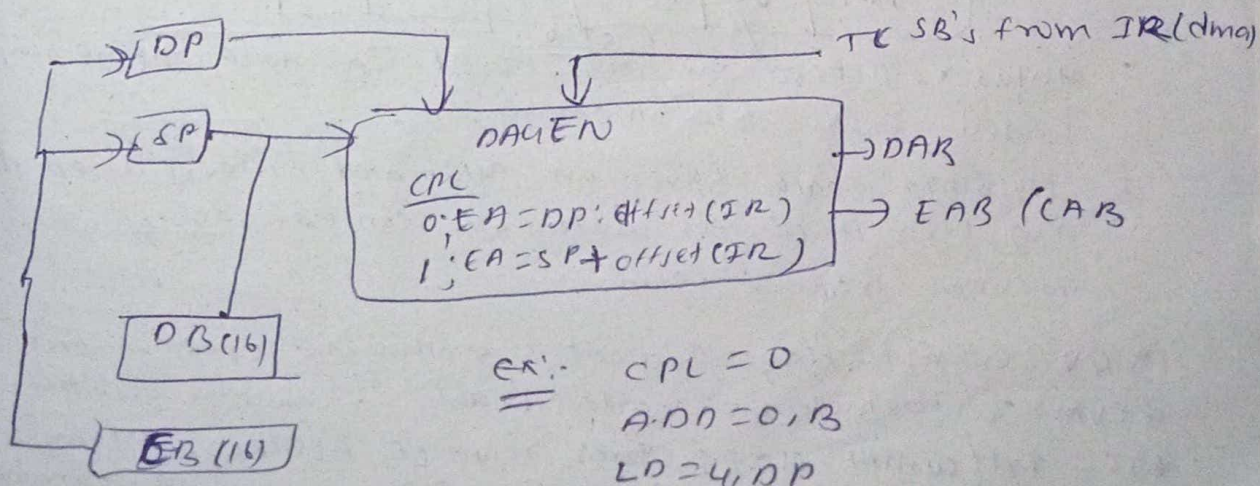 DP
7 LSB's from IR(dma)
SP
DAGEN
CPL
0; EA = DP: offset (IR)
1; EA = SP + offset (IR)
DAB
EAB / CAB
DB(16)
EB (16)
ex:- CPL = 0
ADD = 0, B
LD = 4, DP